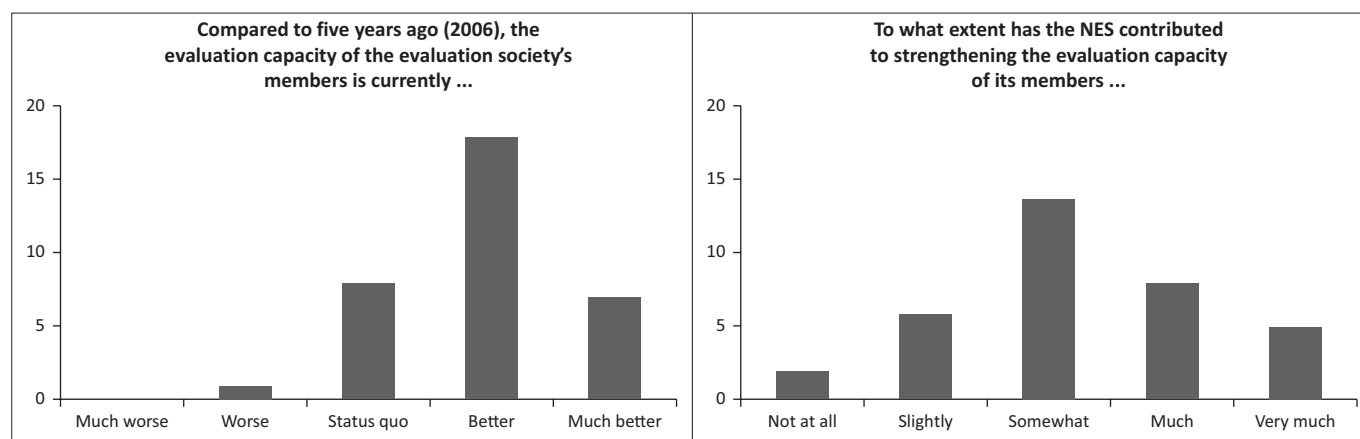 Compared to five years ago (2006), the
evaluation capacity of the evaluation society’s
members is currently ...
20
15
10
5
0
Much worse Worse Status quo Better Much better
To what extent has the NES contributed
to strengthening the evaluation capacity
of its members ...
20
15
10
5
0
Not at all Slightly Somewhat Much Very much